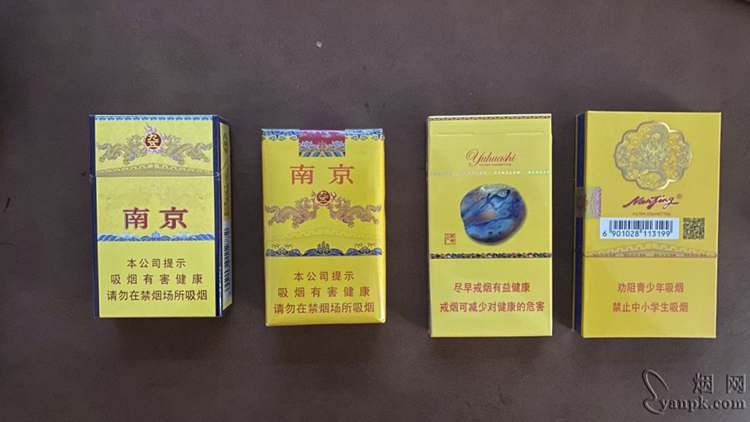 南京
本公司提示
吸烟有害健康
请勿在禁烟场所吸烟
南京
本公司提示
吸烟有害健康
请勿在禁烟场所吸烟
Yuhuashi
尽早戒烟有益健康
戒烟可减少对健康的危害
NanJing
FILTER CIGARETTES
6 901028 113199
劝阻青少年吸烟
禁止中小学生吸烟
烟网
yanpk.com